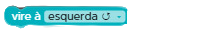 vire à esquerda ↺